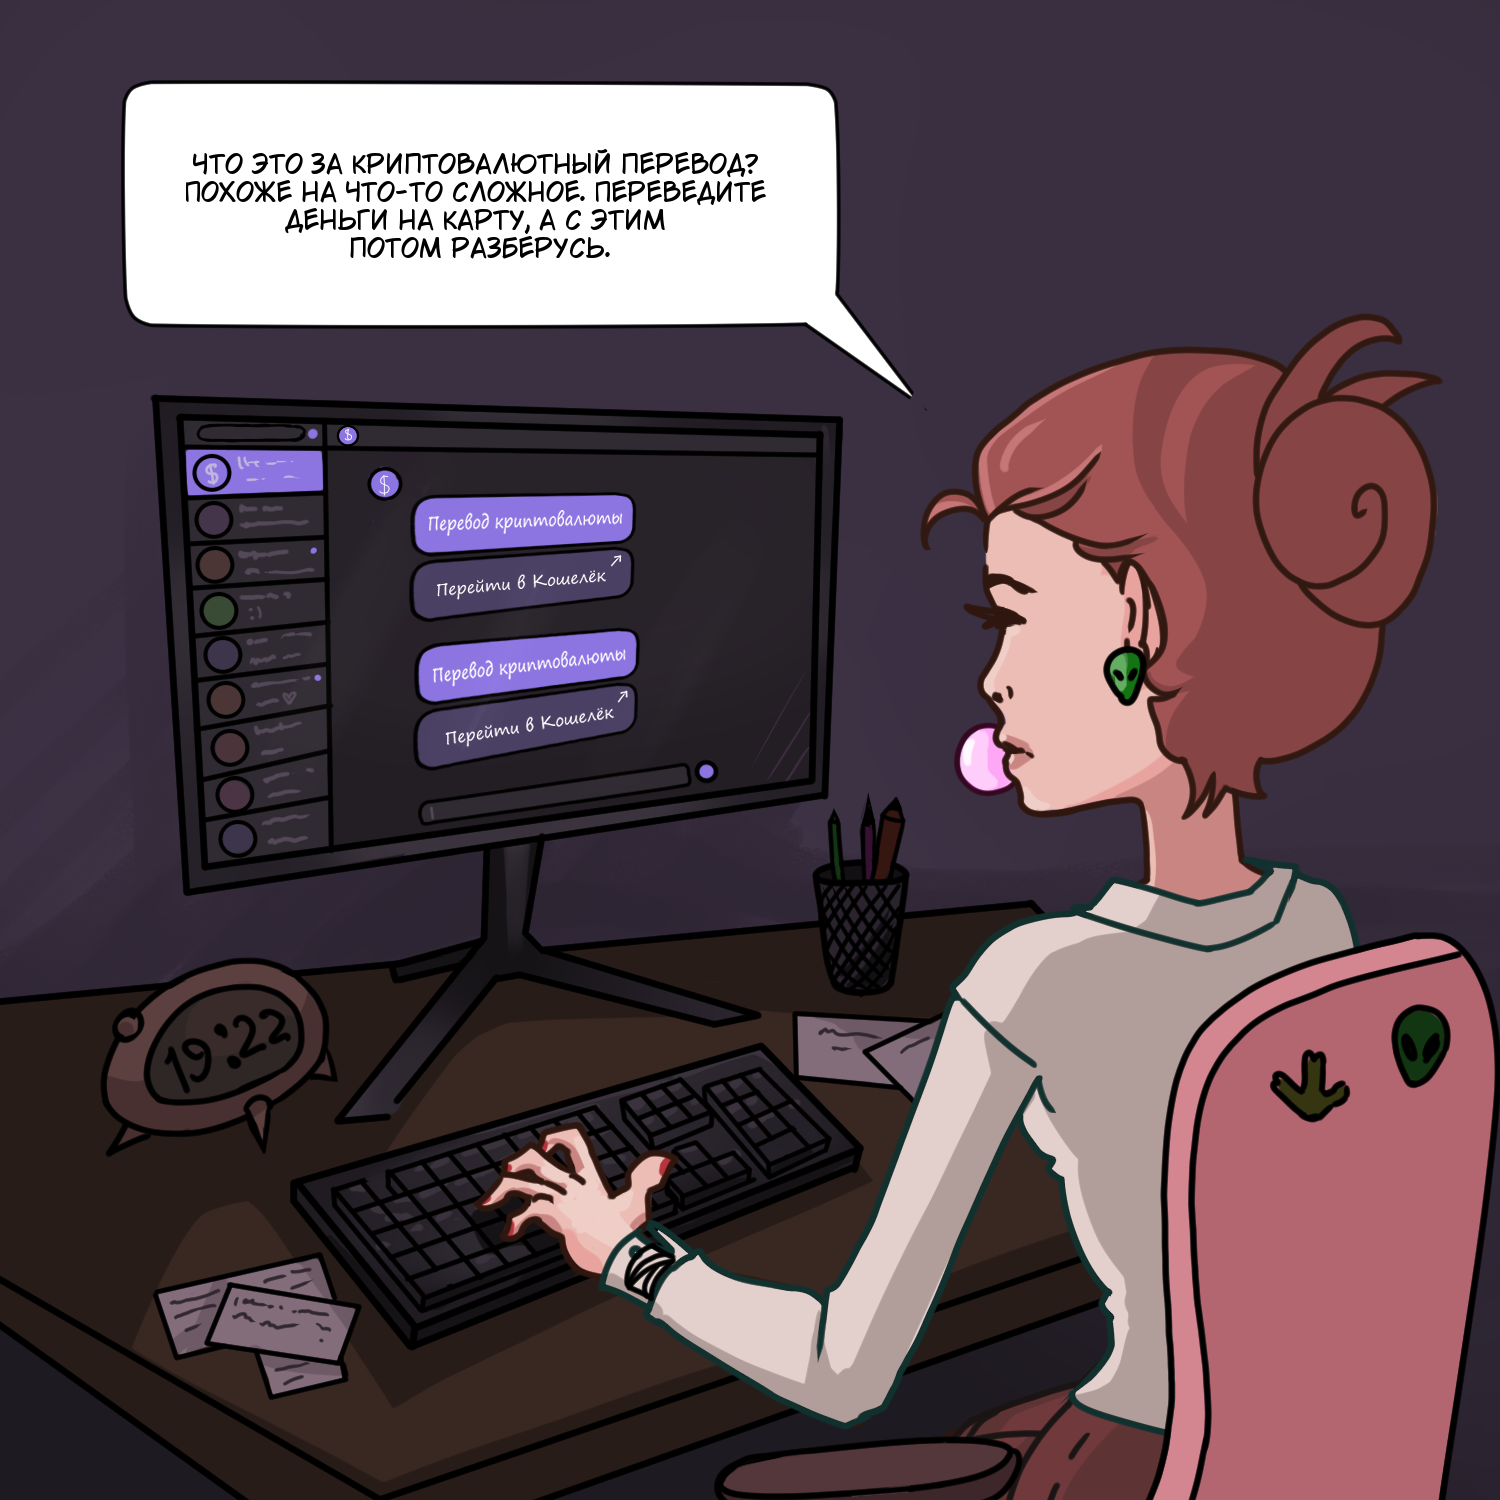 ЧТО ЭТО ЗА КРИПТОВАЛЮТНЫЙ ПЕРЕВОД?
ПОХОЖЕ НА ЧТО-ТО СЛОЖНОЕ. ПЕРЕВЕДИТЕ
ДЕНЬГИ НА КАРТУ, А С ЭТИМ
ПОТОМ РАЗБЕРУСЬ.
$
$
:)
$
Перевод криптовалюты
Перейти в Кошелёк
Перевод криптовалюты
Перейти в Кошелёк
19:22